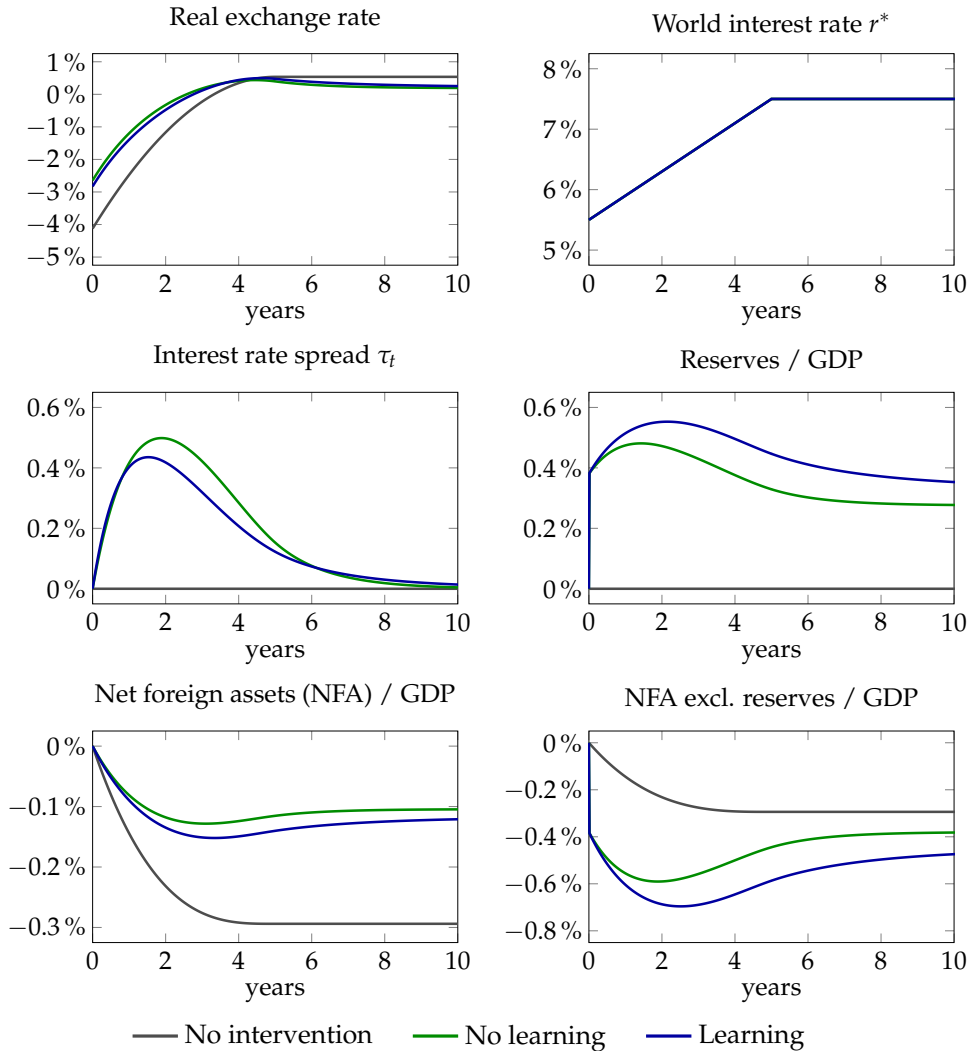 Real exchange rate
1 %
0 %
−1 %
−2 %
−3 %
−4 %
−5 %
0 2 4 6 8 10
years
World interest rate r*
8 %
7 %
6 %
5 %
0 2 4 6 8 10
years
Interest rate spread τt
0.6 %
0.4 %
0.2 %
0 %
0 2 4 6 8 10
years
Reserves / GDP
0.6 %
0.4 %
0.2 %
0 %
0 2 4 6 8 10
years
Net foreign assets (NFA) / GDP
0 %
−0.1 %
−0.2 %
−0.3 %
0 2 4 6 8 10
years
NFA excl. reserves / GDP
0 %
−0.2 %
−0.4 %
−0.6 %
−0.8 %
0 2 4 6 8 10
years
No intervention No learning Learning